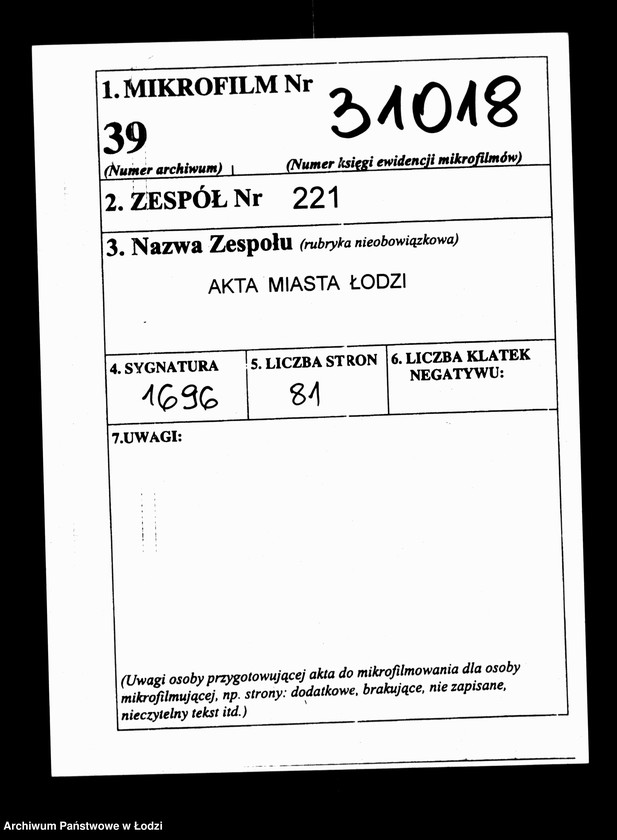 1. MIKROFILM Nr 31018
39
(Numer archiwum) (Numer księgi ewidencji mikrofilmów)
2. ZESPÓŁ Nr 221
3. Nazwa Zespołu (rubryka nieobowiązkowa)
AKTA MIASTA ŁODZI
4. SYGNATURA 5. LICZBA STRON 6. LICZBA KLATEK
NEGATYWU:
1696 81
7.UWAGI:
(Uwagi osoby przygotowującej akta do mikrofilmowania dla osoby
mikrofilmującej, np. strony: dodatkowe, brakujące, nie zapisane,
nieczytelny tekst itd.)
Archiwum Państwowe w Łodzi